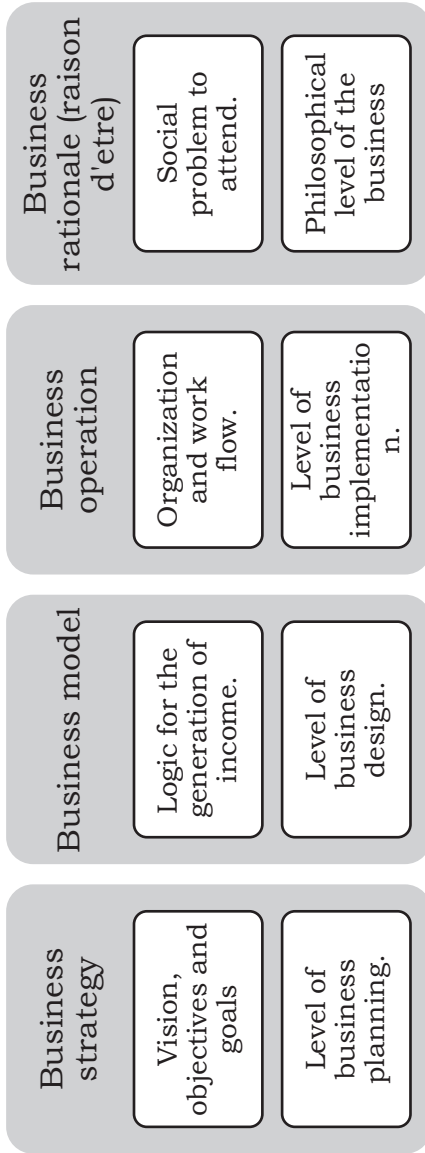 Business
strategy
Vision,
objectives and
goals
Level of
business
planning.
Business model
Logic for the
generation of
income.
Level of
business
design.
Business
operation
Organization
and work
flow.
Level of
business
implementatio
n.
Business
rationale (raison
d'etre)
Social
problem to
attend.
Philosophical
level of the
business